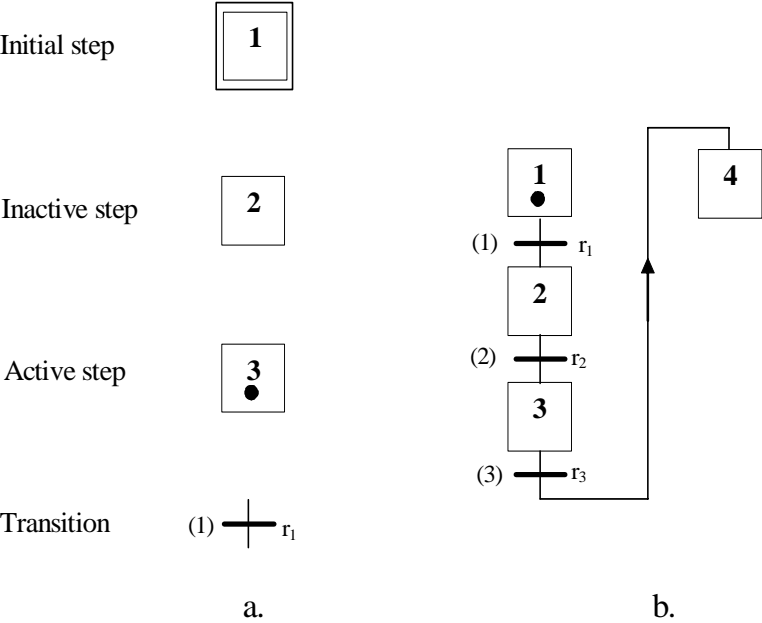 Initial step
1
Inactive step
2
Active step
3
Transition
(1)
r1
a.
1
(1)
r1
2
(2)
r2
3
(3)
r3
4
b.